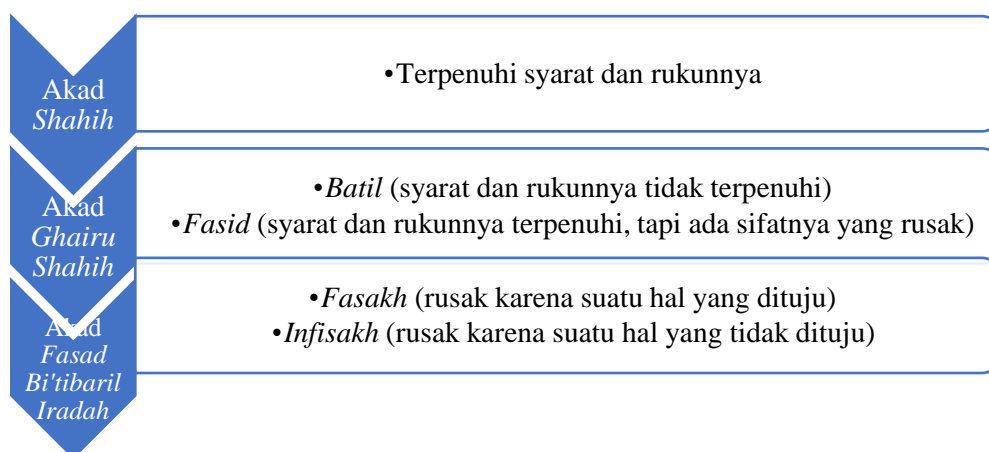 Akad
Shahih
•Terpenuhi syarat dan rukunnya
Akad
Ghairu
Shahih
•Batil (syarat dan rukunnya tidak terpenuhi)
•Fasid (syarat dan rukunnya terpenuhi, tapi ada sifatnya yang rusak)
Akad
Fasad
Bi'tibaril
Iradah
•Fasakh (rusak karena suatu hal yang dituju)
•Infisakh (rusak karena suatu hal yang tidak dituju)